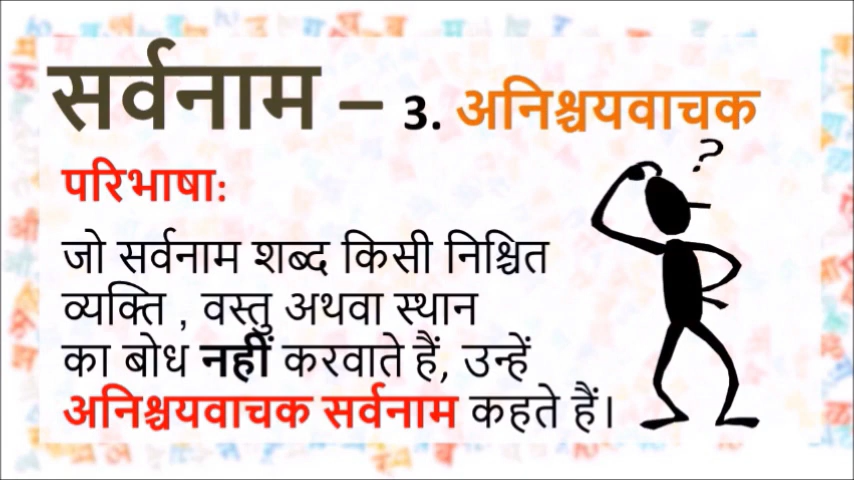 सर्वनाम – 3. अनिश्चयवाचक
?
परिभाषा:
जो सर्वनाम शब्द किसी निश्चित
व्यक्ति , वस्तु अथवा स्थान
का बोध नहीं करवाते हैं, उन्हें
अनिश्चयवाचक सर्वनाम कहते हैं।